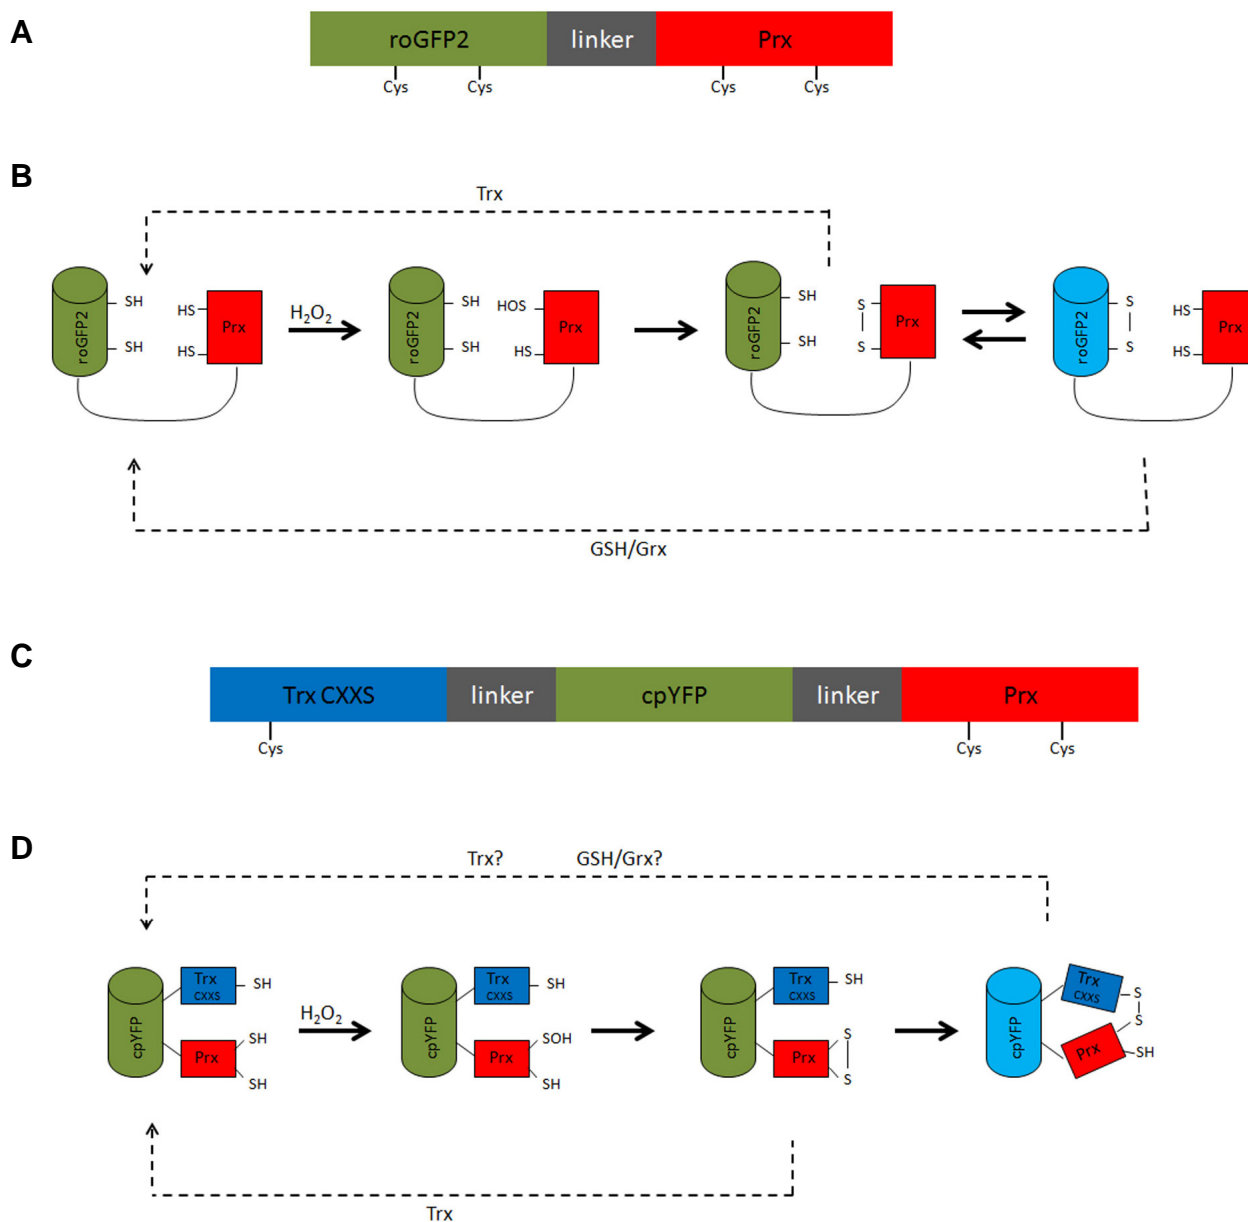 A
roGFP2 linker Prx
Cys Cys Cys Cys
B
Trx
roGFP2 SH SH HS HS Prx
H₂O₂
roGFP2 SH SH HOS HS Prx
roGFP2 SH SH S S Prx
roGFP2 S S HS HS Prx
GSH/Grx
C
Trx CXXS linker cpYFP linker Prx
Cys Cys Cys
D
Trx? GSH/Grx?
cpYFP Trx CXXS SH Prx SH SH
H₂O₂
cpYFP Trx CXXS SH Prx SOH SH
cpYFP Trx CXXS SH Prx S S
cpYFP Trx CXXS S S Prx SH
Trx